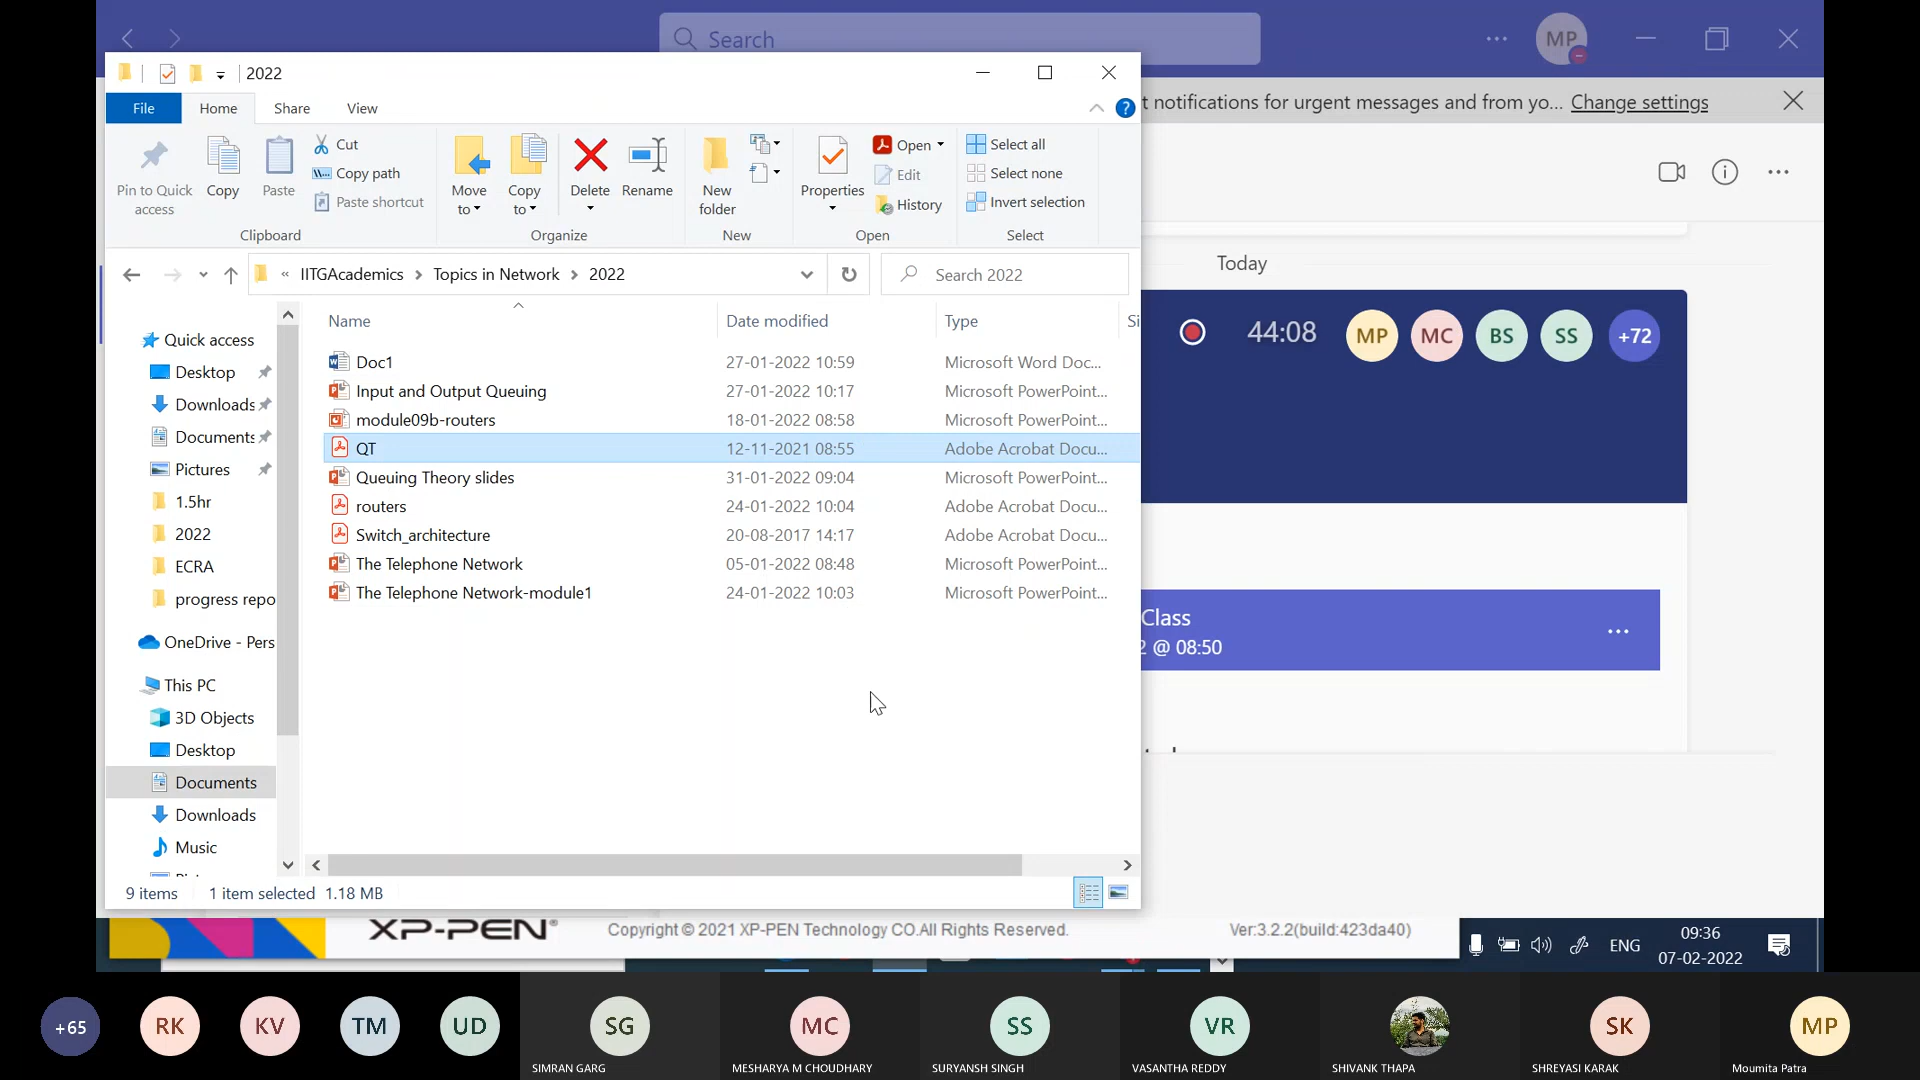 Search
MP
2022
File
Home
Share
View
t notifications for urgent messages and from yo...
Change settings
Pin to Quick
access
Copy
Paste
Cut
Copy path
Paste shortcut
Clipboard
Move
to
Copy
to
Delete
Rename
Organize
New
folder
New
Properties
Open
Edit
History
Open
Select all
Select none
Invert selection
Select
« IITGAcademics > Topics in Network > 2022
Search 2022
Today
44:08
MP
MC
BS
SS
+72
Name
Date modified
Type
Si
Doc1 27-01-2022 10:59 Microsoft Word Doc...
Input and Output Queuing 27-01-2022 10:17 Microsoft PowerPoint...
module09b-routers 18-01-2022 08:58 Microsoft PowerPoint...
QT 12-11-2021 08:55 Adobe Acrobat Docu...
Queuing Theory slides 31-01-2022 09:04 Microsoft PowerPoint...
routers 24-01-2022 10:04 Adobe Acrobat Docu...
Switch_architecture 20-08-2017 14:17 Adobe Acrobat Docu...
The Telephone Network 05-01-2022 08:48 Microsoft PowerPoint...
The Telephone Network-module1 24-01-2022 10:03 Microsoft PowerPoint...
Quick access
Desktop
Downloads
Documents
Pictures
1.5hr
2022
ECRA
progress repo
OneDrive - Pers
This PC
3D Objects
Desktop
Documents
Downloads
Music
Class
2 @ 08:50
9 items
1 item selected 1.18 MB
XP-PEN®
Copyright © 2021 XP-PEN Technology CO.All Rights Reserved.
Ver:3.2.2(build:423da40)
ENG
09:36
07-02-2022
+65
RK
KV
TM
UD
SG
SIMRAN GARG
MC
MESHARYA M CHOUDHARY
SS
SURYANSH SINGH
VR
VASANTHA REDDY
SHIVANK THAPA
SK
SHREYASI KARAK
MP
Moumita Patra